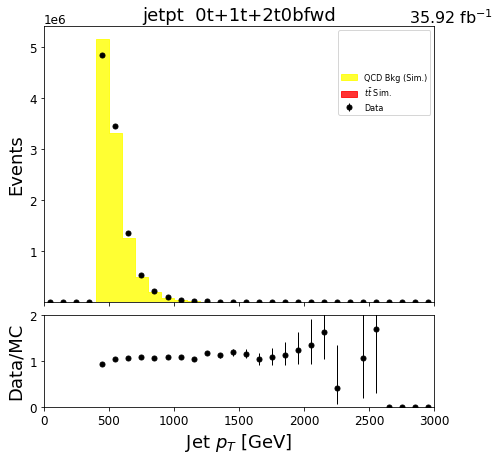 jetpt 0t+1t+2t0bfwd
35.92 fb⁻¹
1e6
5
4
3
2
1
Events
QCD Bkg (Sim.)
tt̄ Sim.
Data
2
1
0
Data/MC
0 500 1000 1500 2000 2500 3000
Jet p_T [GeV]